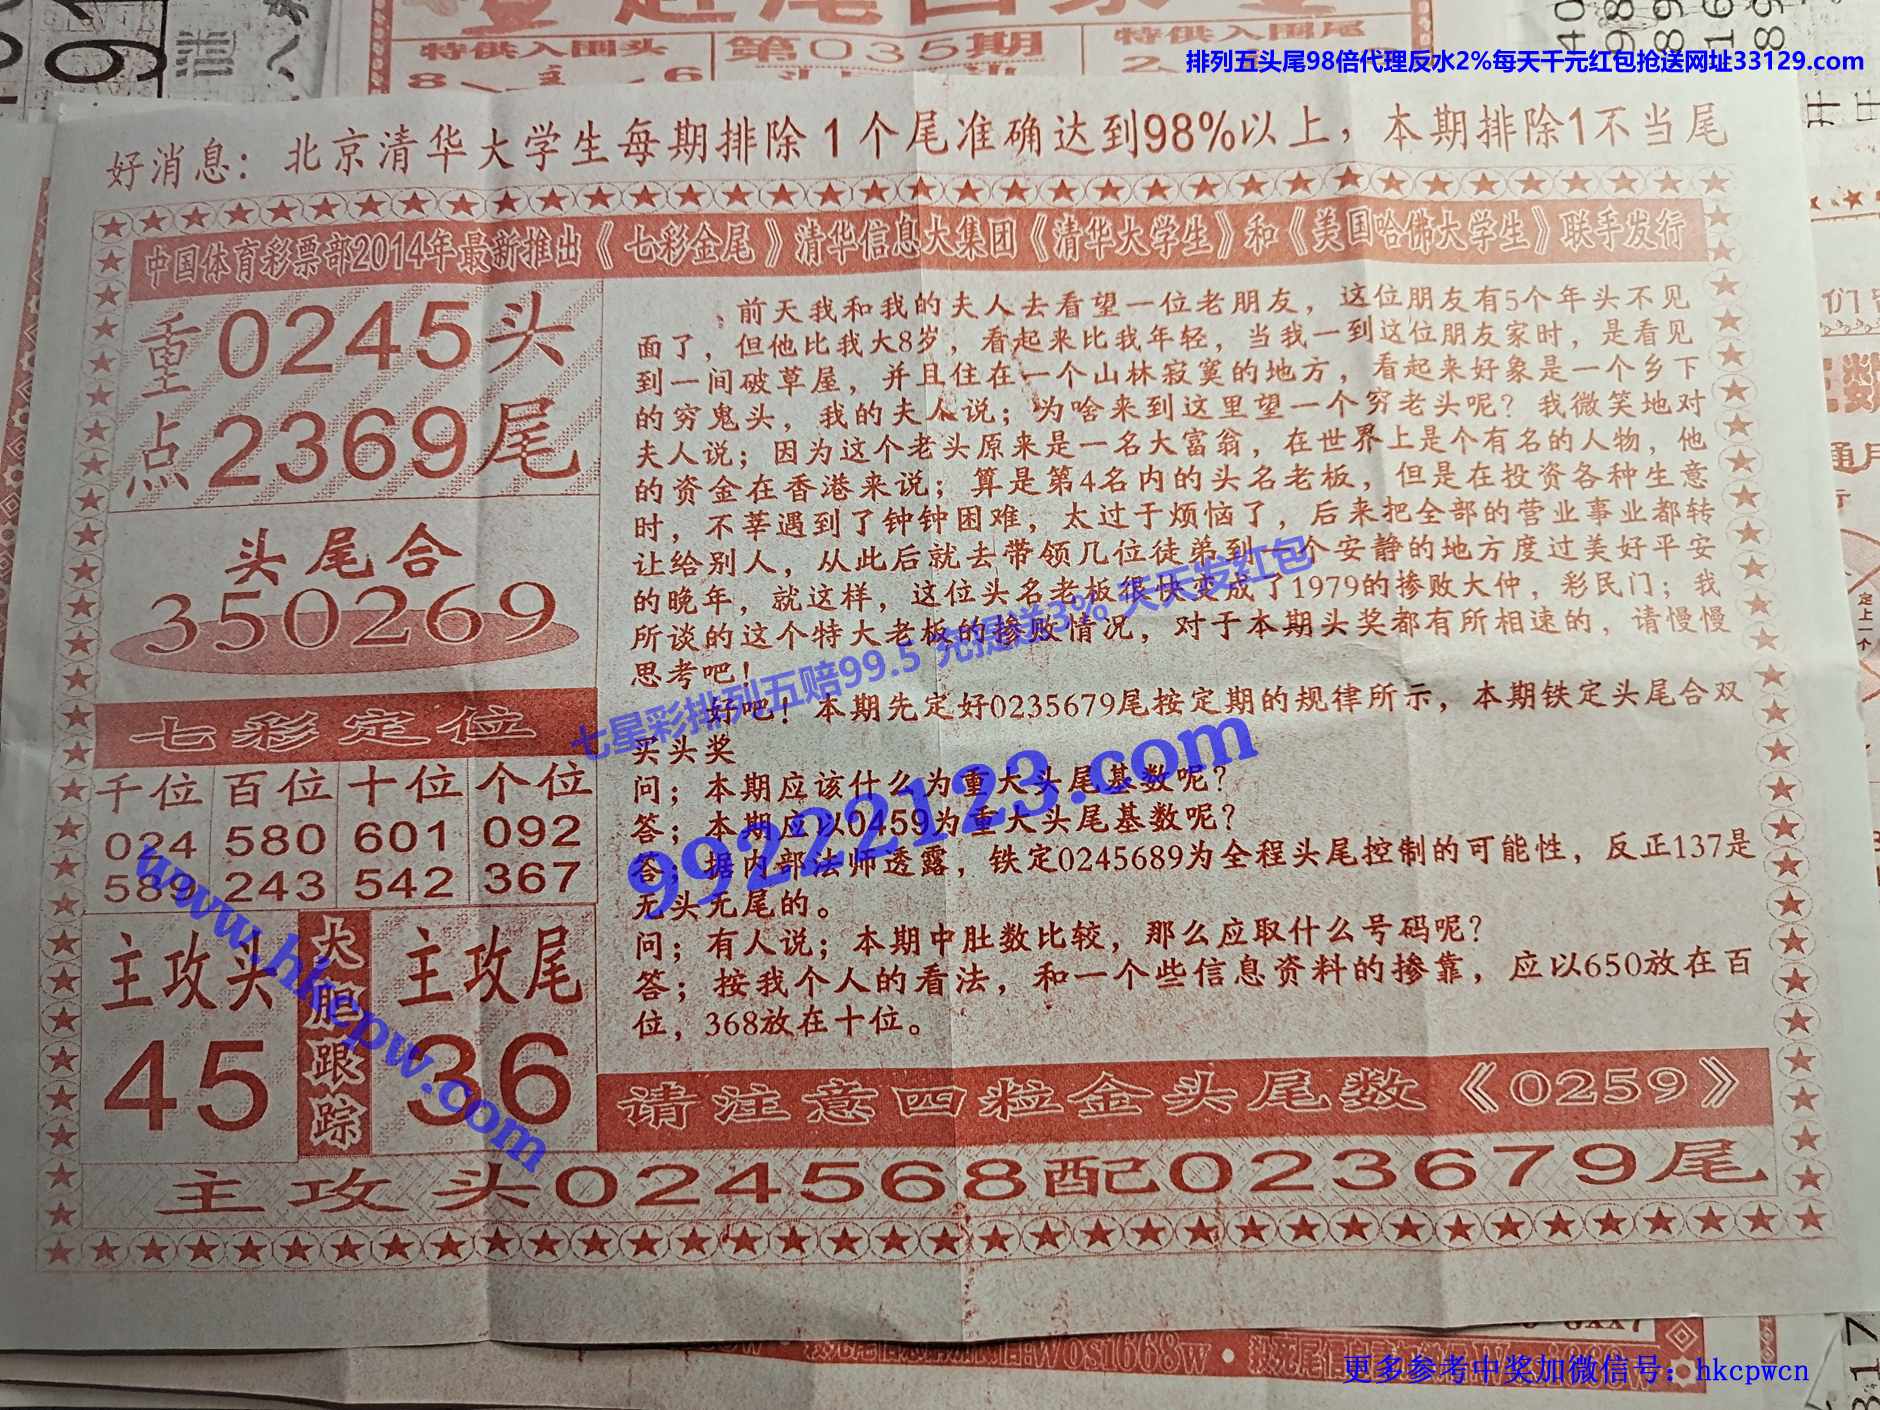 特供入围头
第035期
特供入围尾
排列五头尾98倍代理反水2%每天千元红包抢送网址33129.com
好消息：北京清华大学生每期排除1个尾准确达到98%以上，本期排除1不当尾
中国体育彩票部2014年最新推出《七彩金尾》清华信息大集团《清华大学生》和《美国哈佛大学生》联手发行
重点
0245头
2369尾
头尾合
350269
七彩定位
千位 百位 十位 个位
024 580 601 092
589 243 542 367
主攻头
45
大胆跟踪
主攻尾
36
前天我和我的夫人去看望一位老朋友，这位朋友有5个年头不见
面了，但他比我大8岁，看起来比我年轻，当我一到这位朋友家时，是看见
到一间破草屋，并且住在一个山林寂寞的地方，看起来好象是一个乡下
的穷鬼头，我的夫人说；为啥来到这里望一个穷老头呢？我微笑地对
夫人说；因为这个老头原来是一名大富翁，在世界上是个有名的人物，他
的资金在香港来说；算是第4名内的头名老板，但是在投资各种生意
时，不莘遇到了钟钟困难，太过于烦恼了，后来把全部的营业事业都转
让给别人，从此后就去带领几位徒弟到一个安静的地方度过美好平安
的晚年，就这样，这位头名老板很快变成了1979的掺败大仲，彩民门；我
所谈的这个特大老板的掺败情况，对于本期头奖都有所相速的，请慢慢
思考吧！
好吧！本期先定好0235679尾按定期的规律所示，本期铁定头尾合双
买头奖
问；本期应该什么为重大头尾基数呢？
答；本期应以0459为重大头尾基数呢？
答；据内部法师透露，铁定0245689为全程头尾控制的可能性，反正137是
无头无尾的。
问；有人说；本期中肚数比较，那么应取什么号码呢？
答；按我个人的看法，和一个些信息资料的掺靠，应以650放在百
位，368放在十位。
请注意四粒金头尾数《0259》
主攻头024568配023679尾
七星彩排列五赔99.5 充提送3% 天天发红包
99222123.com
www.hkcpw.com
更多参考中奖加微信号：hkcpwcn